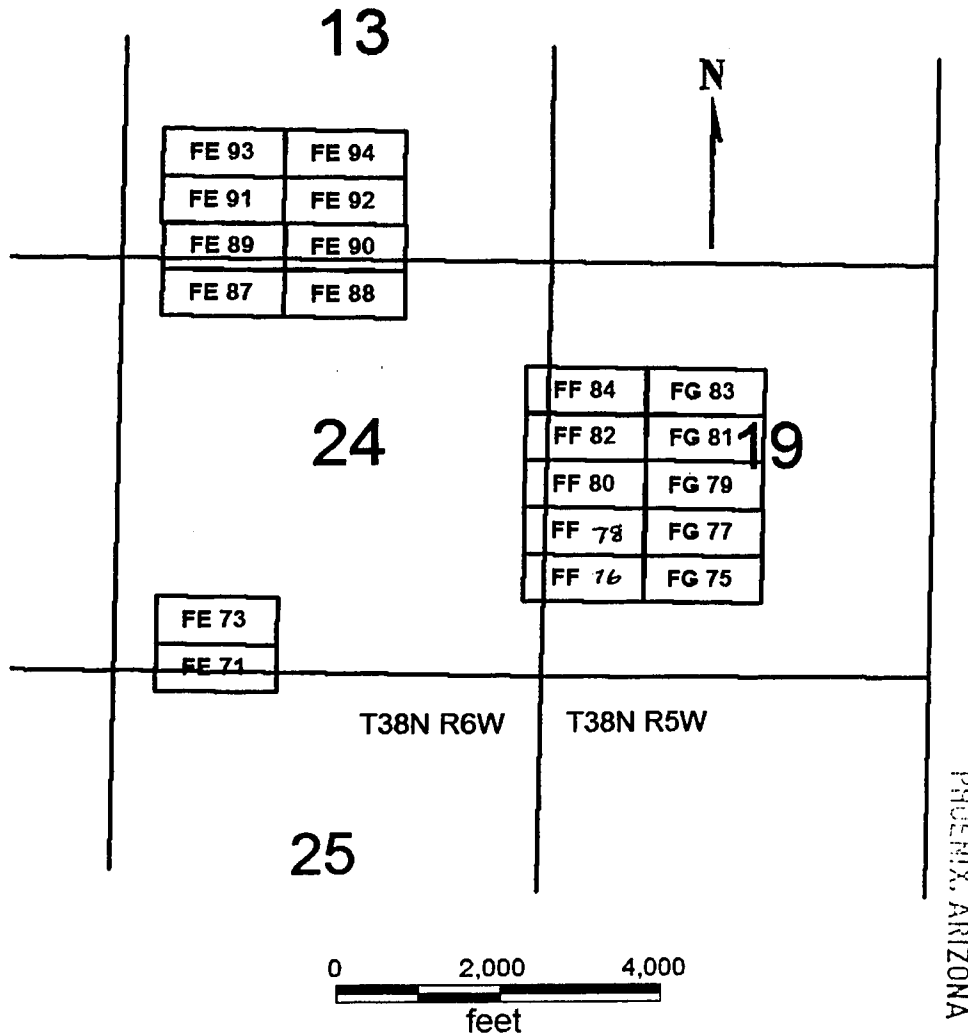 13
N
FE 93 FE 94
FE 91 FE 92
FE 89 FE 90
FE 87 FE 88
FF 84 FG 83
24
FF 82 FG 81 19
FF 80 FG 79
FF 78 FG 77
FF 76 FG 75
FE 73
FE 71
T38N R6W T38N R5W
25
PHOENIX, ARIZONA
0 2,000 4,000
feet